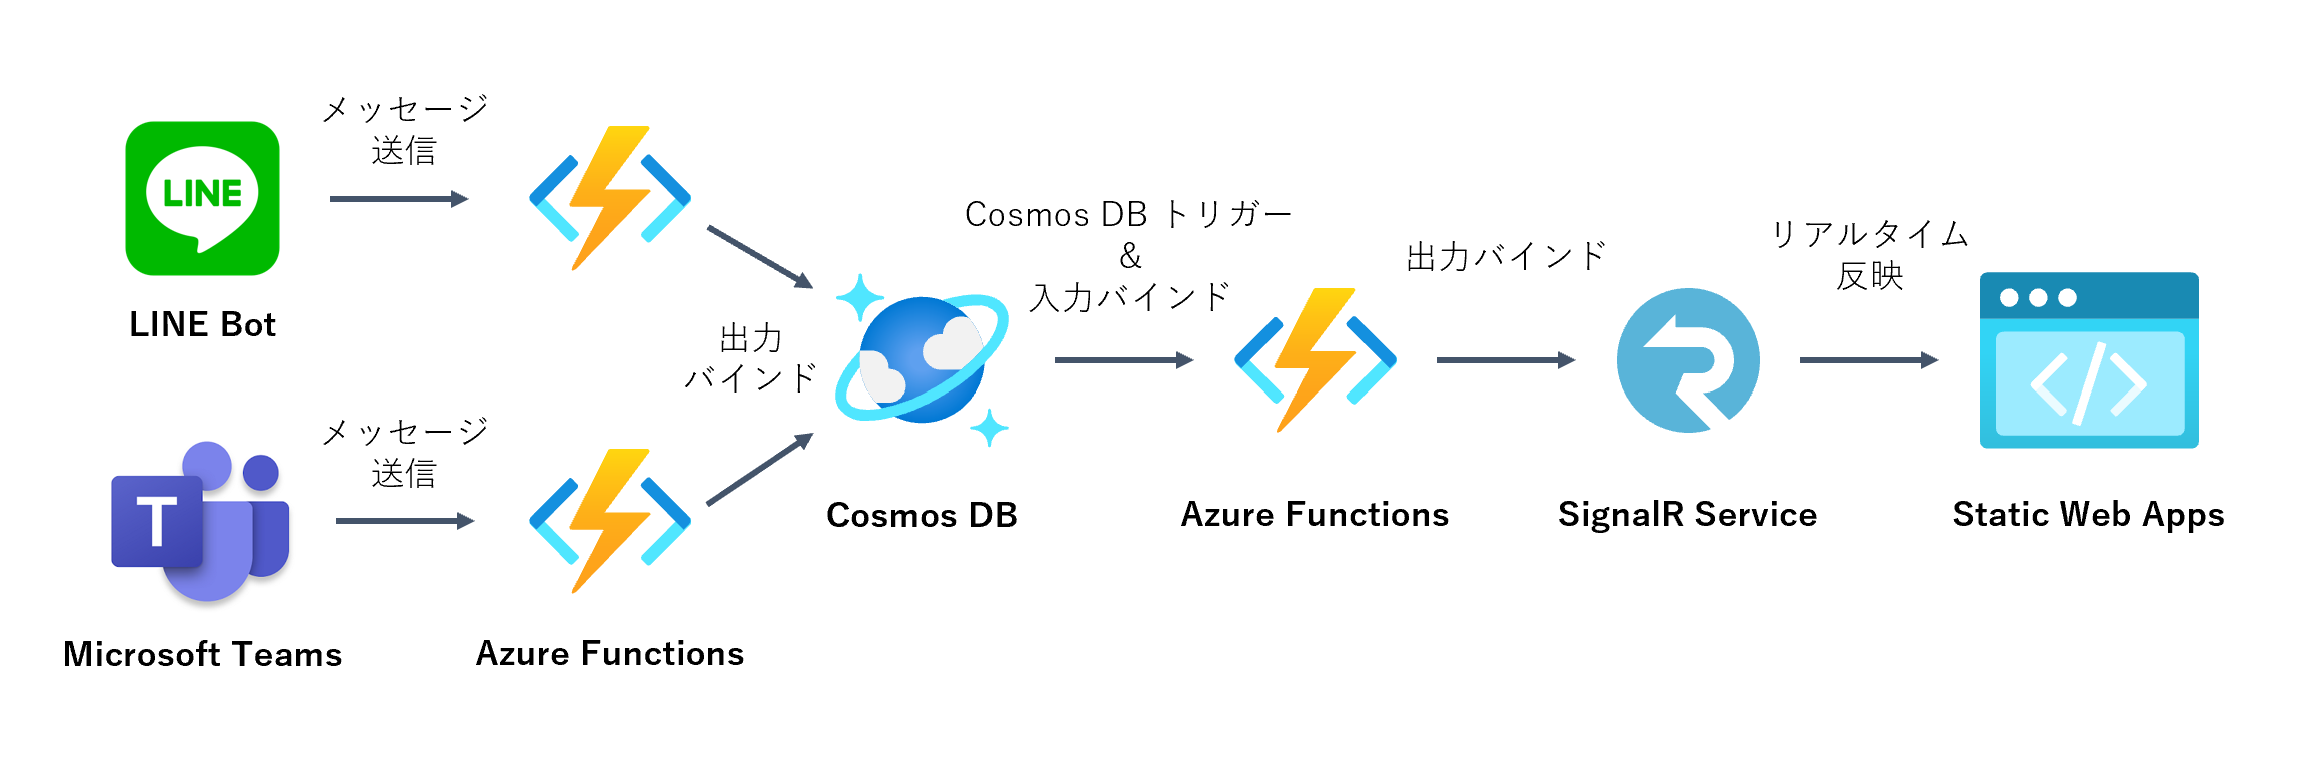 メッセージ
送信
LINE
LINE Bot
メッセージ
送信
T
Microsoft Teams
Azure Functions
出力
バインド
Cosmos DB
Cosmos DB トリガー
&
入力バインド
Azure Functions
出力バインド
SignalR Service
リアルタイム
反映
Static Web Apps